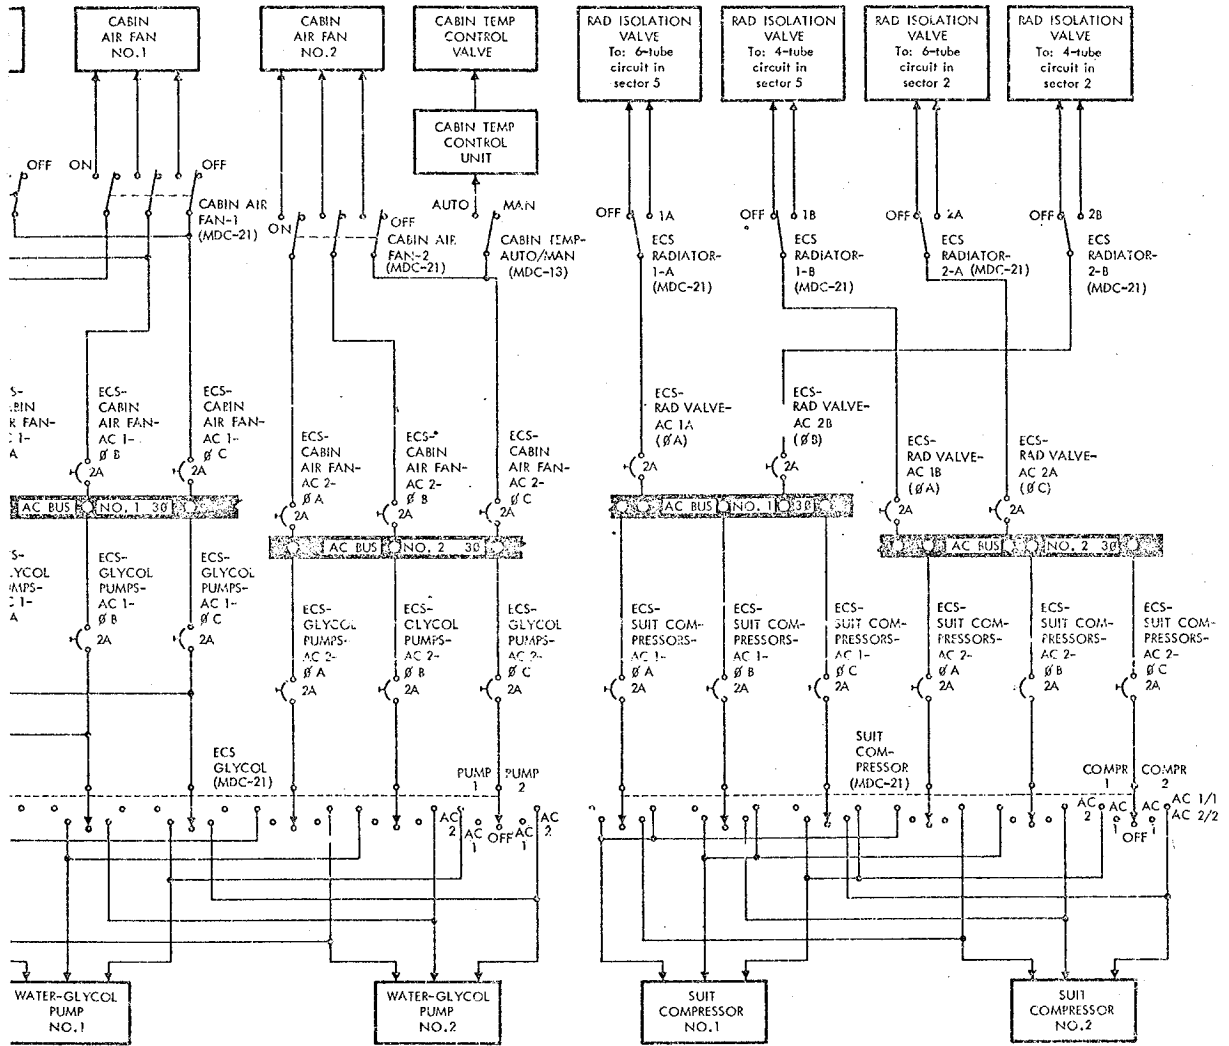 CABIN
AIR FAN
NO.1
CABIN
AIR FAN
NO.2
CABIN TEMP
CONTROL
VALVE
RAD ISOLATION
VALVE
To: 6-tube
circuit in
sector 5
RAD ISOLATION
VALVE
To: 4-tube
circuit in
sector 5
RAD ISOLATION
VALVE
To: 6-tube
circuit in
sector 2
RAD ISOLATION
VALVE
To: 4-tube
circuit in
sector 2
CABIN TEMP
CONTROL
UNIT
OFF
ON
OFF
CABIN AIR
FAN-1
(MDC-21)
ON
OFF
CABIN AIR
FAN-2
(MDC-21)
AUTO
MAN
CABIN TEMP-
AUTO/MAN
(MDC-13)
OFF
1A
ECS
RADIATOR-
1-A
(MDC-21)
OFF
1B
ECS
RADIATOR-
1-B
(MDC-21)
OFF
2A
ECS
RADIATOR-
2-A (MDC-21)
OFF
2B
ECS
RADIATOR-
2-B
(MDC-21)
ECS-
CABIN
AIR FAN-
AC 1-
Ø B
2A
ECS-
CABIN
AIR FAN-
AC 1-
Ø C
2A
ECS-
CABIN
AIR FAN-
AC 2-
Ø A
2A
ECS-
CABIN
AIR FAN-
AC 2-
Ø B
2A
ECS-
CABIN
AIR FAN-
AC 2-
Ø C
2A
ECS-
RAD VALVE-
AC 1A
(Ø A)
2A
ECS-
RAD VALVE-
AC 2B
(Ø B)
2A
ECS-
RAD VALVE-
AC 1B
(Ø A)
2A
ECS-
RAD VALVE-
AC 2A
(Ø C)
2A
AC BUS NO. 1 3Ø
AC BUS NO. 2 3Ø
AC BUS NO. 1 3Ø
AC BUS NO. 2 3Ø
ECS-
GLYCOL
PUMPS-
AC 1-
Ø B
2A
ECS-
GLYCOL
PUMPS-
AC 1-
Ø C
2A
ECS-
GLYCOL
PUMPS-
AC 2-
Ø A
2A
ECS-
GLYCOL
PUMPS-
AC 2-
Ø B
2A
ECS-
GLYCOL
PUMPS-
AC 2-
Ø C
2A
ECS-
SUIT COM-
PRESSORS-
AC 1-
Ø A
2A
ECS-
SUIT COM-
PRESSORS-
AC 1-
Ø B
2A
ECS-
SUIT COM-
PRESSORS-
AC 1-
Ø C
2A
ECS-
SUIT COM-
PRESSORS-
AC 2-
Ø A
2A
ECS-
SUIT COM-
PRESSORS-
AC 2-
Ø B
2A
ECS-
SUIT COM-
PRESSORS-
AC 2-
Ø C
2A
ECS
GLYCOL
(MDC-21)
PUMP
1
PUMP
2
AC
2
AC
1
OFF
AC
1
AC
2
SUIT
COM-
PRESSOR
(MDC-21)
COMPR
1
COMPR
2
AC
2
AC
1
OFF
AC
1
AC 1/1
AC 2/2
WATER-GLYCOL
PUMP
NO.1
WATER-GLYCOL
PUMP
NO.2
SUIT
COMPRESSOR
NO.1
SUIT
COMPRESSOR
NO.2